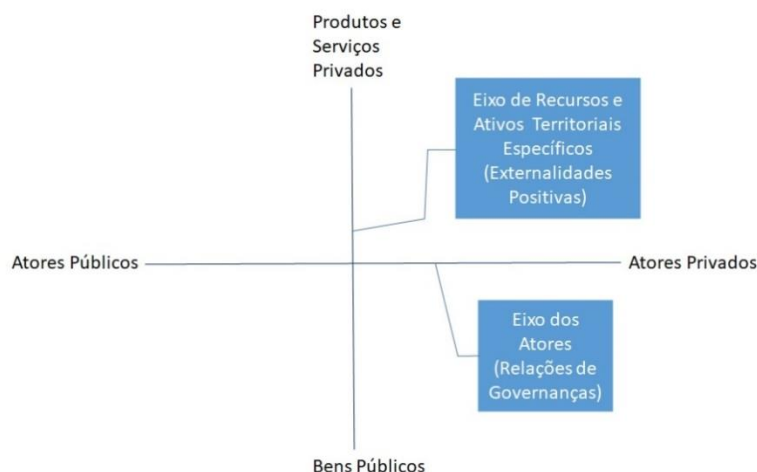 Produtos e
Serviços
Privados
Eixo de Recursos e
Ativos Territoriais
Específicos
(Externalidades
Positivas)
Atores Públicos
Atores Privados
Eixo dos
Atores
(Relações de
Governanças)
Bens Públicos